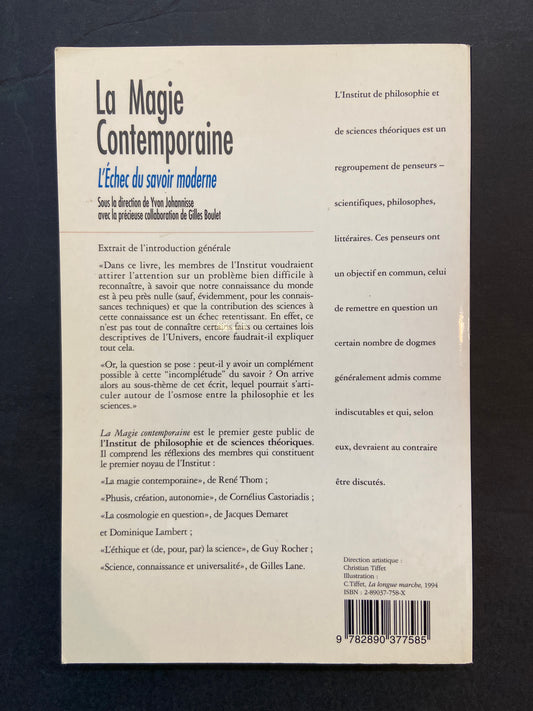 La Magie
Contemporaine
L'Échec du savoir moderne
Sous la direction de Yvon Johannisse
avec la précieuse collaboration de Gilles Boulet
Extrait de l'introduction générale
«Dans ce livre, les membres de l'Institut voudraient
attirer l'attention sur un problème bien difficile à
reconnaître, à savoir que notre connaissance du monde
est à peu près nulle (sauf, évidemment, pour les connais-
sances techniques) et que la contribution des sciences à
cette connaissance est un échec retentissant. En effet, ce
n'est pas tout de connaître certains faits ou certaines lois
descriptives de l'Univers, encore faudrait-il expliquer
tout cela.
«Or, la question se pose : peut-il y avoir un complément
possible à cette "incomplétude" du savoir ? On arrive
alors au sous-thème de cet écrit, lequel pourrait s'arti-
culer autour de l'osmose entre la philosophie et les
sciences.»
La Magie contemporaine est le premier geste public de
l'Institut de philosophie et de sciences théoriques.
Il comprend les réflexions des membres qui constituent
le premier noyau de l'Institut :
«La magie contemporaine», de René Thom ;
«Phusis, création, autonomie», de Cornélius Castoriadis ;
«La cosmologie en question», de Jacques Demaret
et Dominique Lambert ;
«L'éthique et (de, pour, par) la science», de Guy Rocher ;
«Science, connaissance et universalité», de Gilles Lane.
L'Institut de philosophie et
de sciences théoriques est un
regroupement de penseurs –
scientifiques, philosophes,
littéraires. Ces penseurs ont
un objectif en commun, celui
de remettre en question un
certain nombre de dogmes
généralement admis comme
indiscutables et qui, selon
eux, devraient au contraire
être discutés.
Direction artistique :
Christian Tiffet
Illustration :
C.Tiffet, La longue marche, 1994
ISBN : 2-89037-758-X
9 782890 377585